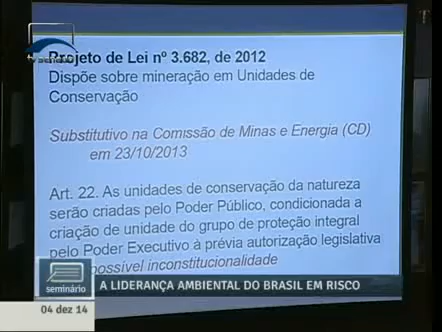 Projeto de Lei nº 3.682, de 2012
Dispõe sobre mineração em Unidades de
Conservação
Substitutivo na Comissão de Minas e Energia (CD)
em 23/10/2013
Art. 22. As unidades de conservação da natureza
serão criadas pelo Poder Público, condicionada a
criação de unidade do grupo de proteção integral
pelo Poder Executivo à prévia autorização legislativa
possível inconstitucionalidade
seminário
A LIDERANÇA AMBIENTAL DO BRASIL EM RISCO
04 dez 14